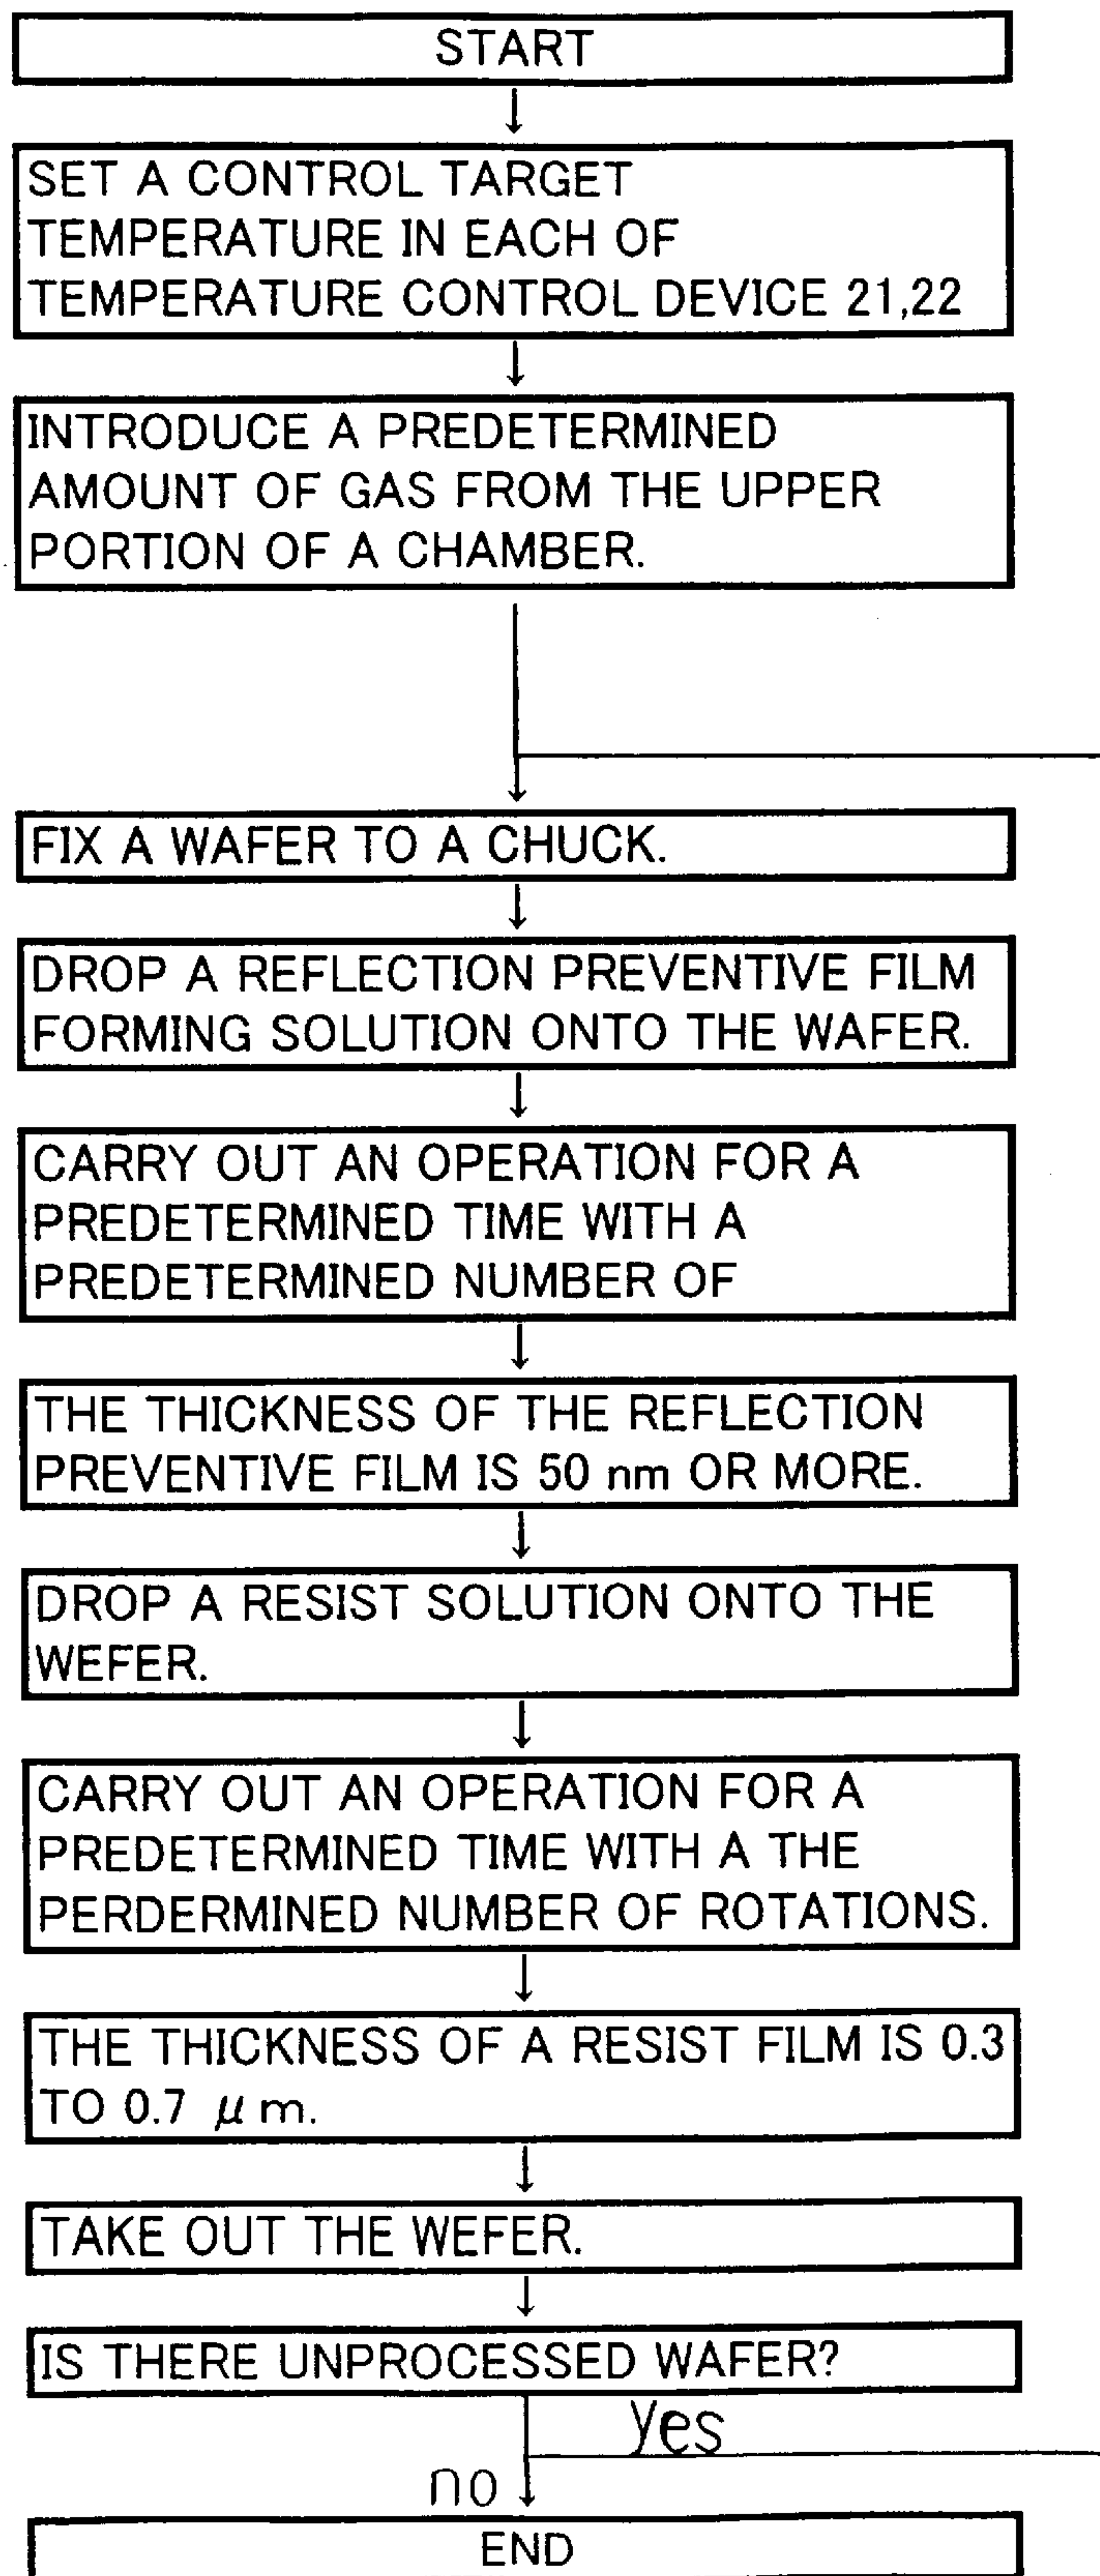 START
SET A CONTROL TARGET
TEMPERATURE IN EACH OF
TEMPERATURE CONTROL DEVICE 21,22
INTRODUCE A PREDETERMINED
AMOUNT OF GAS FROM THE UPPER
PORTION OF A CHAMBER.
FIX A WAFER TO A CHUCK.
DROP A REFLECTION PREVENTIVE FILM
FORMING SOLUTION ONTO THE WAFER.
CARRY OUT AN OPERATION FOR A
PREDETERMINED TIME WITH A
PREDETERMINED NUMBER OF
THE THICKNESS OF THE REFLECTION
PREVENTIVE FILM IS 50 nm OR MORE.
DROP A RESIST SOLUTION ONTO THE
WEFER.
CARRY OUT AN OPERATION FOR A
PREDETERMINED TIME WITH A THE
PERDERMINED NUMBER OF ROTATIONS.
THE THICKNESS OF A RESIST FILM IS 0.3
TO 0.7 μm.
TAKE OUT THE WEFER.
IS THERE UNPROCESSED WAFER?
Yes
no
END